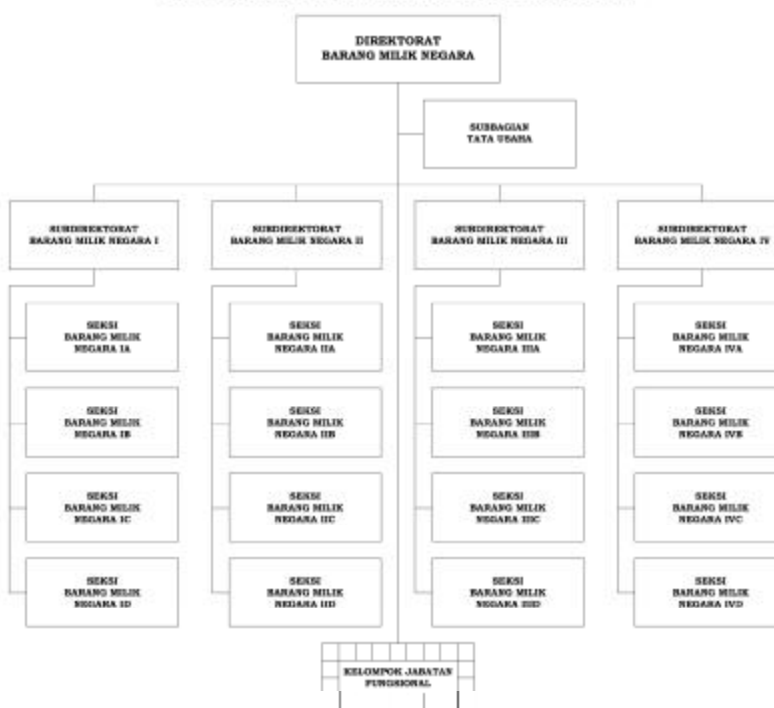 DIREKTORAT
BARANG MILIK NEGARA
SUBBAGIAN
TATA USAHA
SUBDIREKTORAT
BARANG MILIK NEGARA I
SUBDIREKTORAT
BARANG MILIK NEGARA II
SUBDIREKTORAT
BARANG MILIK NEGARA III
SUBDIREKTORAT
BARANG MILIK NEGARA IV
SEKSI
BARANG MILIK
NEGARA IA
SEKSI
BARANG MILIK
NEGARA IIA
SEKSI
BARANG MILIK
NEGARA IIIA
SEKSI
BARANG MILIK
NEGARA IVA
SEKSI
BARANG MILIK
NEGARA IB
SEKSI
BARANG MILIK
NEGARA IIB
SEKSI
BARANG MILIK
NEGARA IIIB
SEKSI
BARANG MILIK
NEGARA IVB
SEKSI
BARANG MILIK
NEGARA IC
SEKSI
BARANG MILIK
NEGARA IIC
SEKSI
BARANG MILIK
NEGARA IIIC
SEKSI
BARANG MILIK
NEGARA IVC
SEKSI
BARANG MILIK
NEGARA ID
SEKSI
BARANG MILIK
NEGARA IID
SEKSI
BARANG MILIK
NEGARA IIID
SEKSI
BARANG MILIK
NEGARA IVD
KELOMPOK JABATAN
FUNGSIONAL